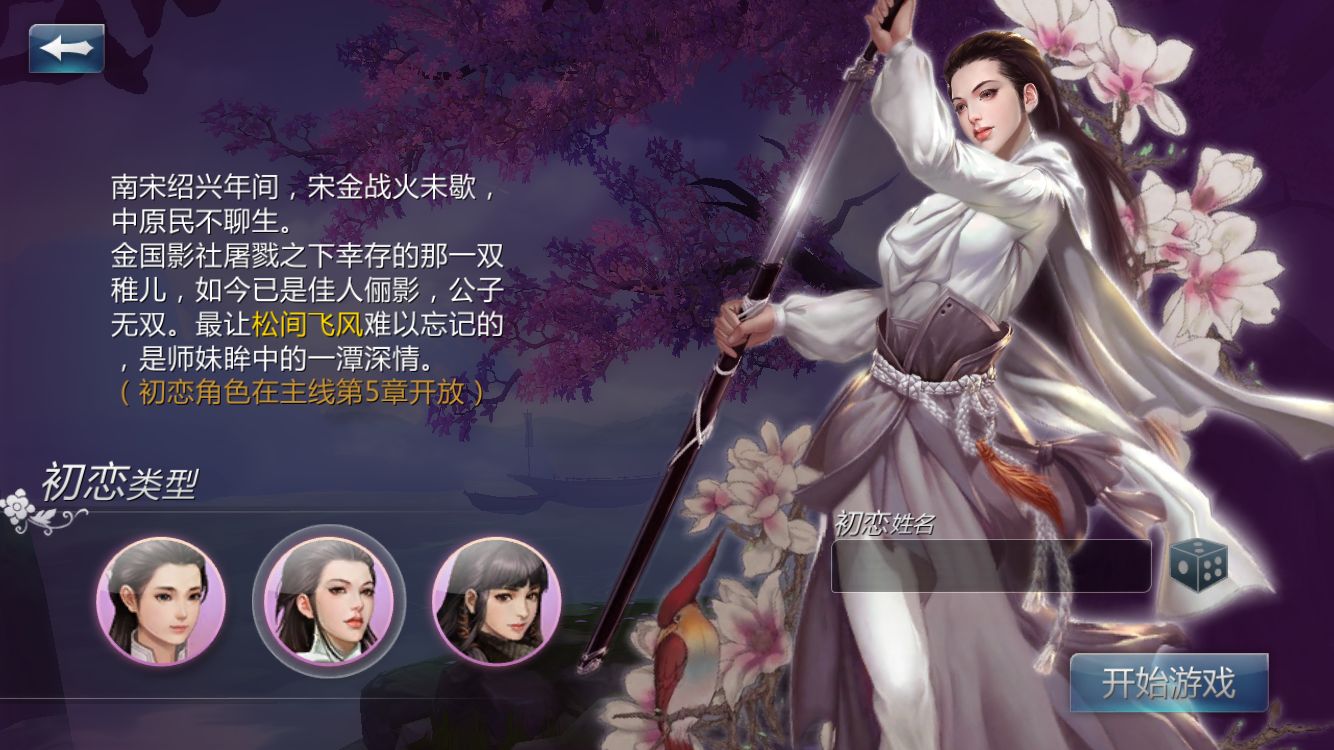 南宋绍兴年间，宋金战火未歇，
中原民不聊生。
金国影社屠戮之下幸存的那一双
稚儿，如今已是佳人俪影，公子
无双。最让松间飞风难以忘记的
，是师妹眸中的一潭深情。
（初恋角色在主线第5章开放）
初恋类型
初恋姓名
开始游戏